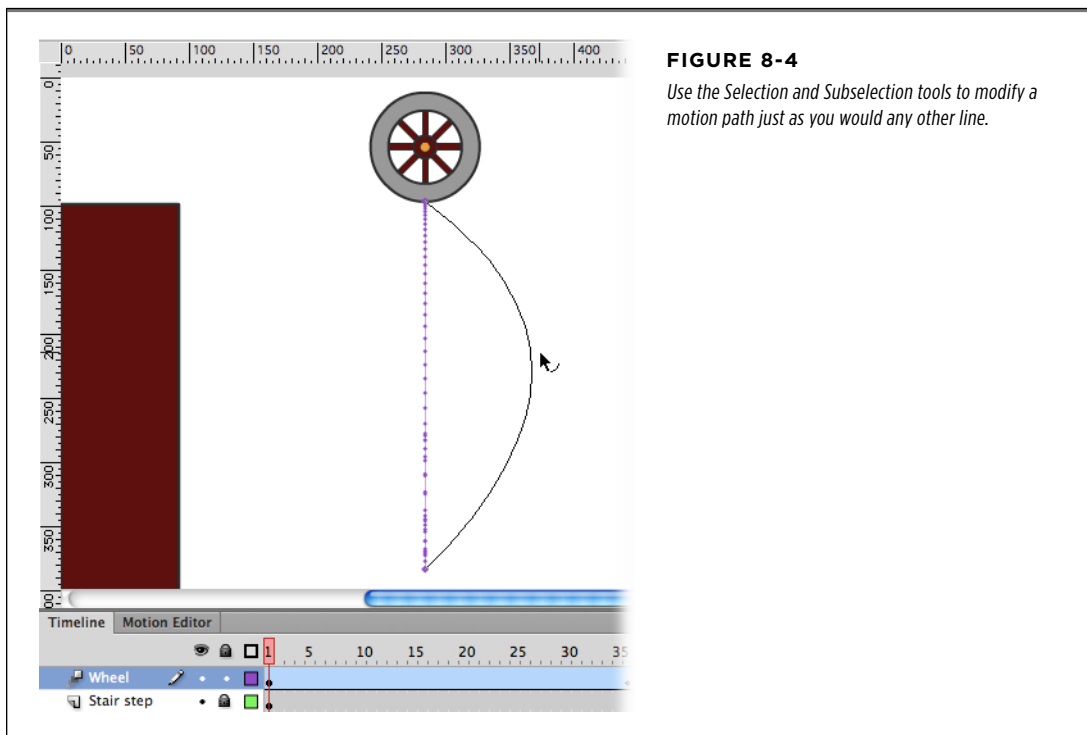 0 50 100 150 200 250 300 350 400
FIGURE 8-4
Use the Selection and Subselection tools to modify a
motion path just as you would any other line.
0
50
100
150
200
250
300
350
00
Timeline Motion Editor
1 5 10 15 20 25 30 35
Wheel
Stair step